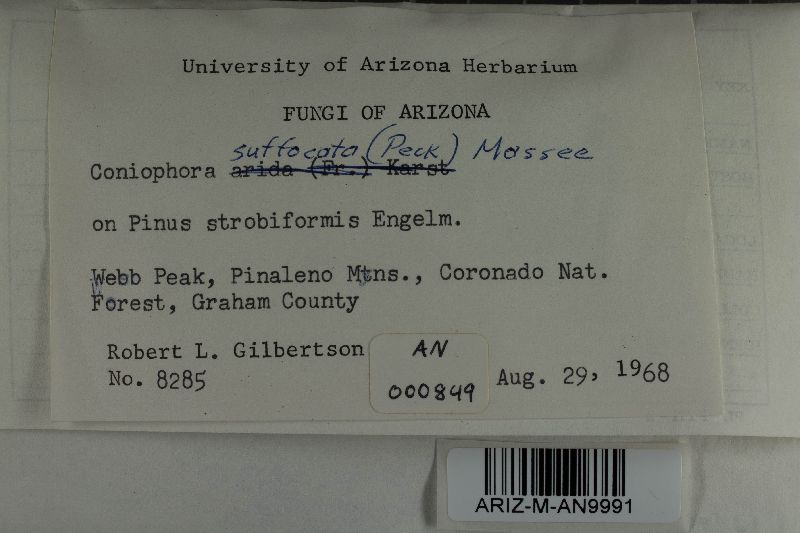 University of Arizona Herbarium
FUNGI OF ARIZONA
suffocata (Peck) Massee
Coniophora arida (Fr.) Karst
on Pinus strobiformis Engelm.
Webb Peak, Pinaleno Mtns., Coronado Nat.
Forest, Graham County
Robert L. Gilbertson
No. 8285
AN
000849
Aug. 29, 1968
ARIZ-M-AN9991